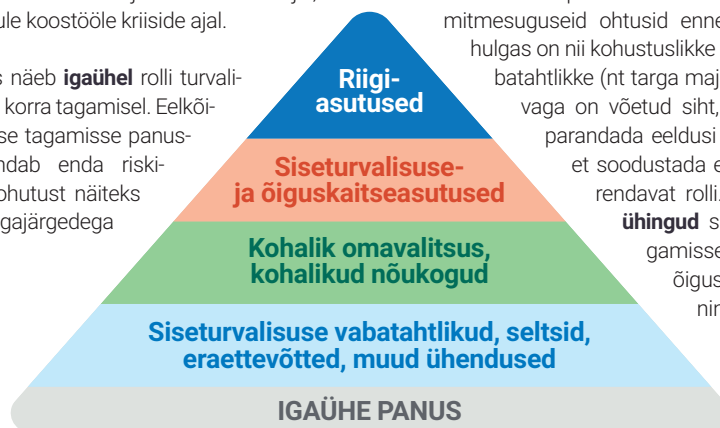 ule koostööle kriiside ajal.
s näeb igaühel rolli turvali-
korra tagamisel. Eelkõi-
se tagamisse panus-
ndab enda riski-
ohutust näiteks
gajärgedega
Riigi-
asutused
Siseturvalisuse-
ja õiguskaitseasutused
Kohalik omavalitsus,
kohalikud nõukogud
Siseturvalisuse vabatahtlikud, seltsid,
eraettevõtted, muud ühendused
IGAÜHE PANUS
mitmesuguseid ohtusid enne
hulgas on nii kohustuslikke
batahtlikke (nt targa maj
vaga on võetud siht,
parandada eeldusi
et soodustada e
rendavat rolli.
ühingud s
gamisse
õigus
nin